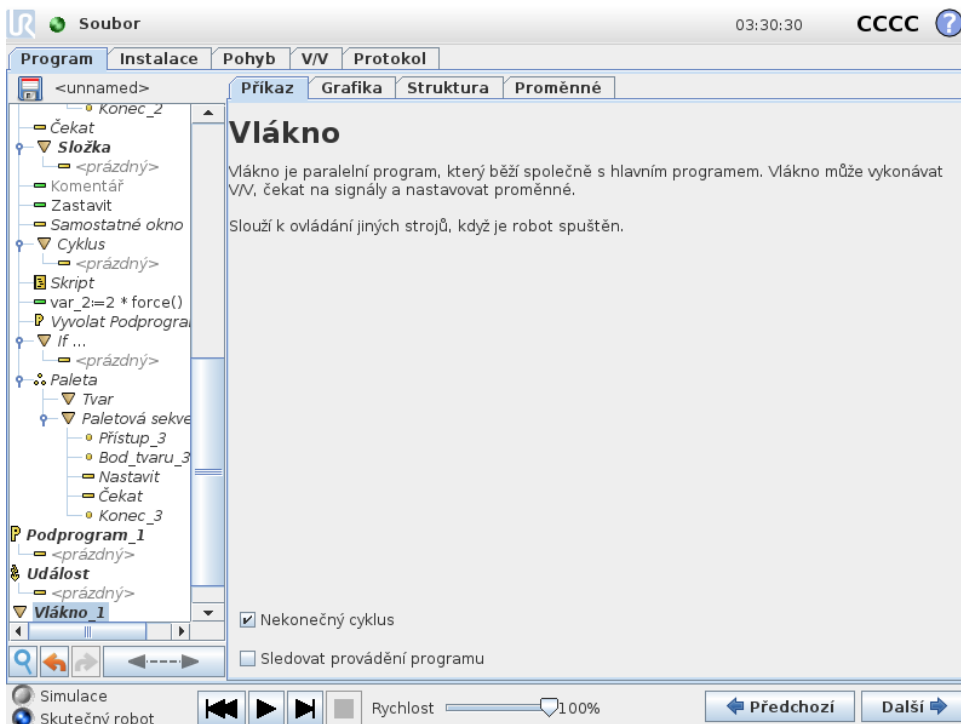 UR Soubor 03:30:30 CCCC ?
Program Instalace Pohyb V/V Protokol
<unnamed>
Příkaz Grafika Struktura Proměnné
Konec_2
Čekat
Složka
<prázdný>
Komentář
Zastavit
Samostatné okno
Cyklus
<prázdný>
Skript
var_2:=2 * force()
Vyvolat Podprogra
If ...
<prázdný>
Paleta
Tvar
Paletová sekve
Přístup_3
Bod_tvaru_3
Nastavit
Čekat
Konec_3
P Podprogram_1
<prázdný>
Událost
<prázdný>
Vlákno_1
Vlákno
Vlákno je paralelní program, který běží společně s hlavním programem. Vlákno může vykonávat
V/V, čekat na signály a nastavovat proměnné.
Slouží k ovládání jiných strojů, když je robot spuštěn.
Nekonečný cyklus
Sledovat provádění programu
Simulace
Skutečný robot
Rychlost 100%
Předchozí Další